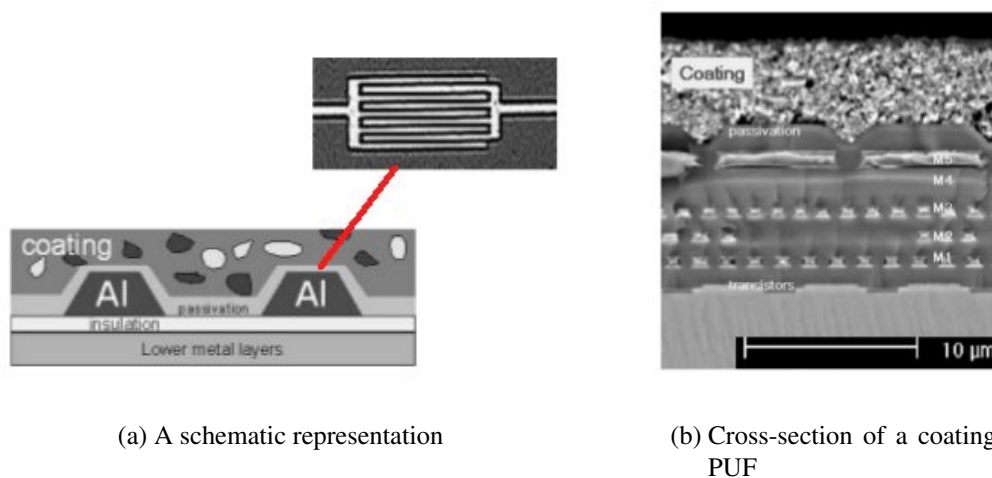 coating
Al
Al
passivation
insulation
Lower metal layers
Coating
passivation
M5
M4
M3
M2
M1
transistors
10 μm
(a) A schematic representation
(b) Cross-section of a coating
PUF